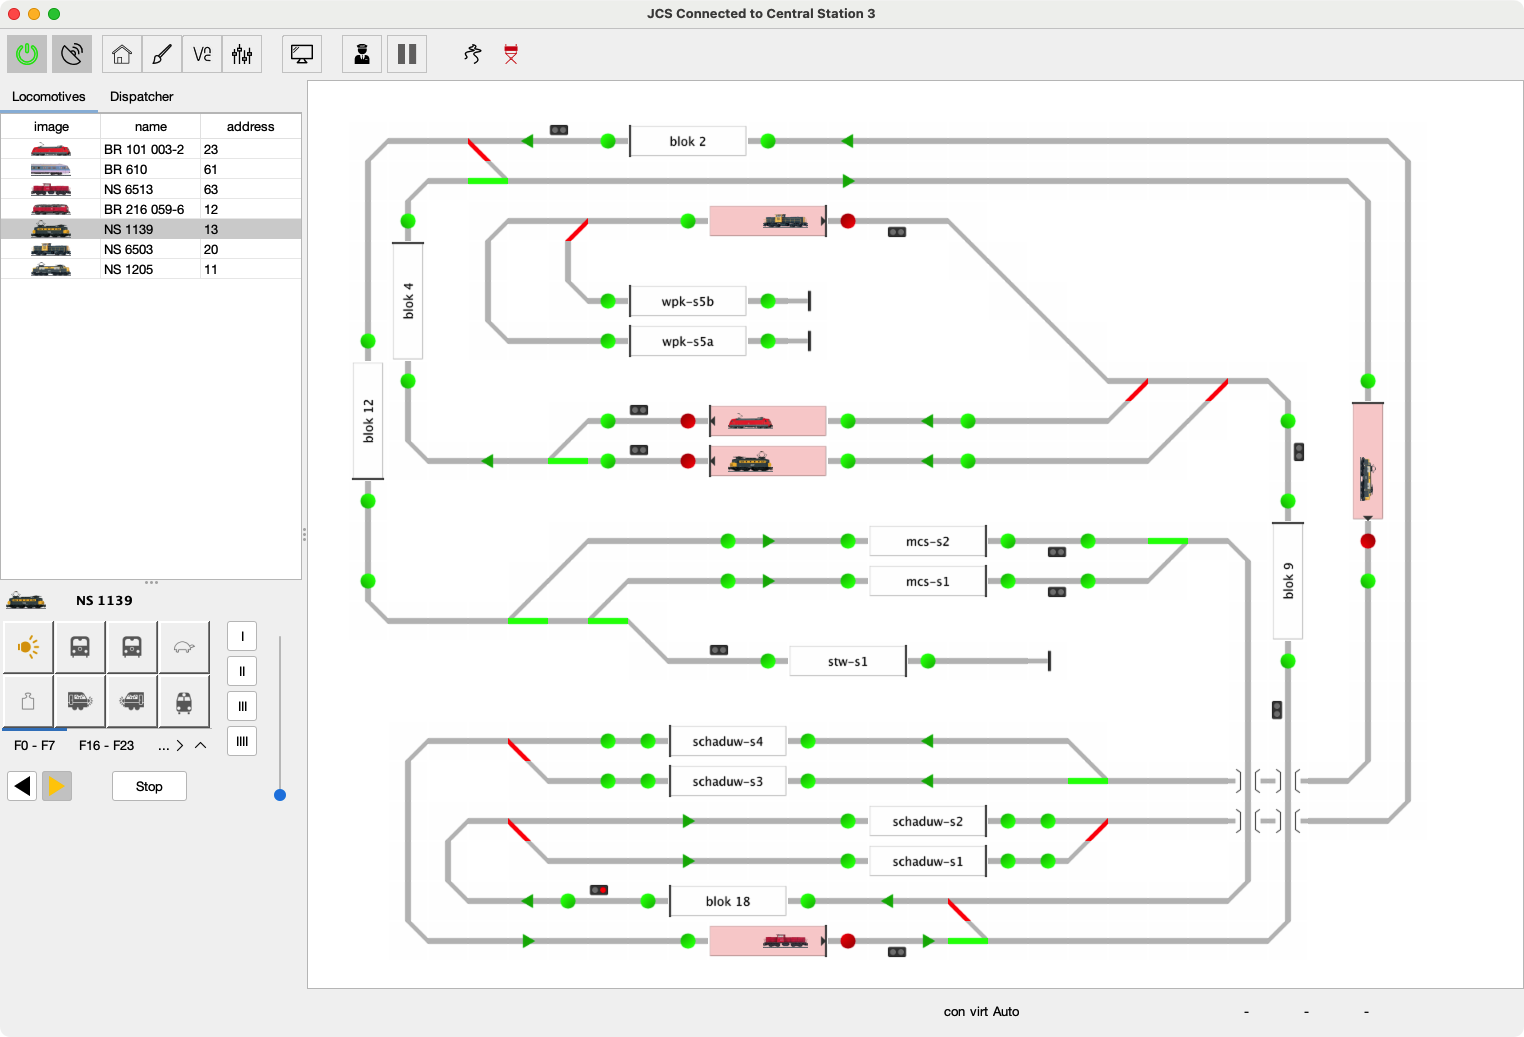 JCS Connected to Central Station 3
Locomotives Dispatcher
image name address
BR 101 003-2 23
BR 610 61
NS 6513 63
BR 216 059-6 12
NS 1139 13
NS 6503 20
NS 1205 11
NS 1139
I
II
III
IIII
F0 - F7 F16 - F23 ...
Stop
blok 2
blok 4
wpk-s5b
wpk-s5a
blok 12
mcs-s2
mcs-s1
blok 9
stw-s1
schaduw-s4
schaduw-s3
schaduw-s2
schaduw-s1
blok 18
con virt Auto - - -